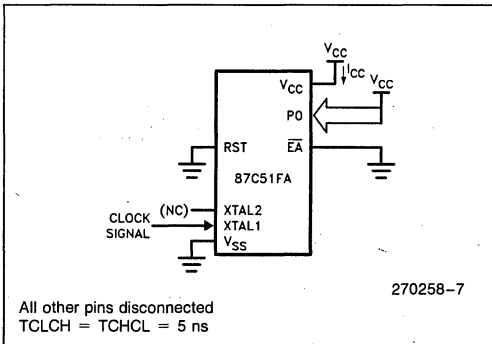 VCC
ICC
VCC
VCC
P0
RST
EA
87C51FA
(NC)
XTAL2
CLOCK
SIGNAL
XTAL1
VSS
270258-7
All other pins disconnected
TCLCH = TCHCL = 5 ns